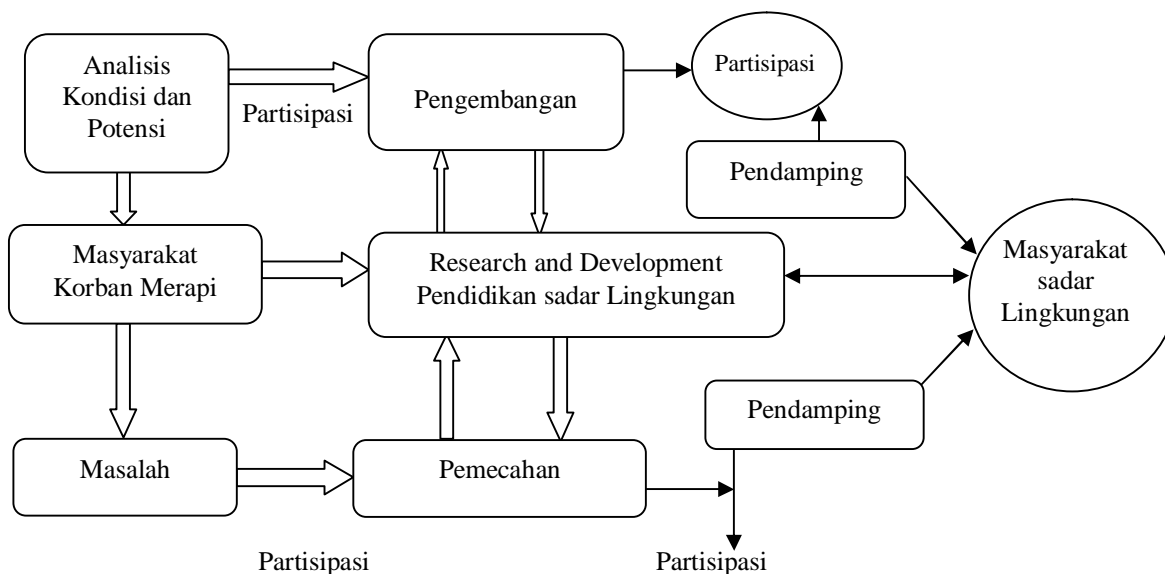 Analisis
Kondisi dan
Potensi
Partisipasi
Pengembangan
Partisipasi
Pendamping
Masyarakat
Korban Merapi
Research and Development
Pendidikan sadar Lingkungan
Masyarakat
sadar
Lingkungan
Pendamping
Masalah
Pemecahan
Partisipasi
Partisipasi